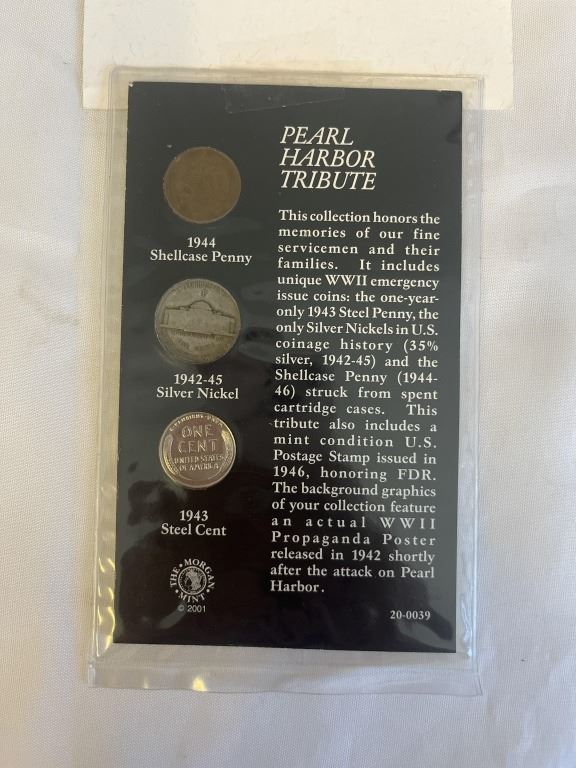 PEARL
HARBOR
TRIBUTE
This collection honors the
memories of our fine
servicemen and their
families. It includes
unique WWII emergency
issue coins: the one-year-
only 1943 Steel Penny, the
only Silver Nickels in U.S.
coinage history (35%
silver, 1942-45) and the
Shellcase Penny (1944-
46) struck from spent
cartridge cases. This
tribute also includes a
mint condition U.S.
Postage Stamp issued in
1946, honoring FDR.
The background graphics
of your collection feature
an actual WWII
Propaganda Poster
released in 1942 shortly
after the attack on Pearl
Harbor.
20-0039
1944
Shellcase Penny
P
1942-45
Silver Nickel
E·PLURIBUS·UNUM
ONE
CENT
UNITED STATES
OF AMERICA
1943
Steel Cent
THE MORGAN
MINT
© 2001